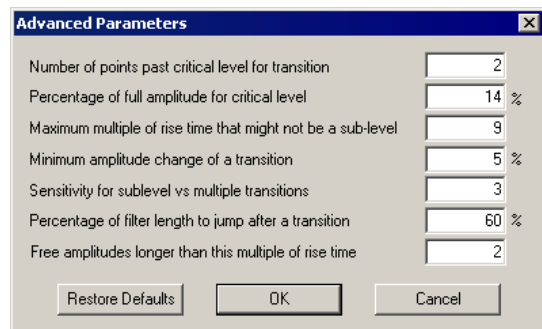 Advanced Parameters
Number of points past critical level for transition 2
Percentage of full amplitude for critical level 14 %
Maximum multiple of rise time that might not be a sub-level 9
Minimum amplitude change of a transition 5 %
Sensitivity for sublevel vs multiple transitions 3
Percentage of filter length to jump after a transition 60 %
Free amplitudes longer than this multiple of rise time 2
Restore Defaults OK Cancel